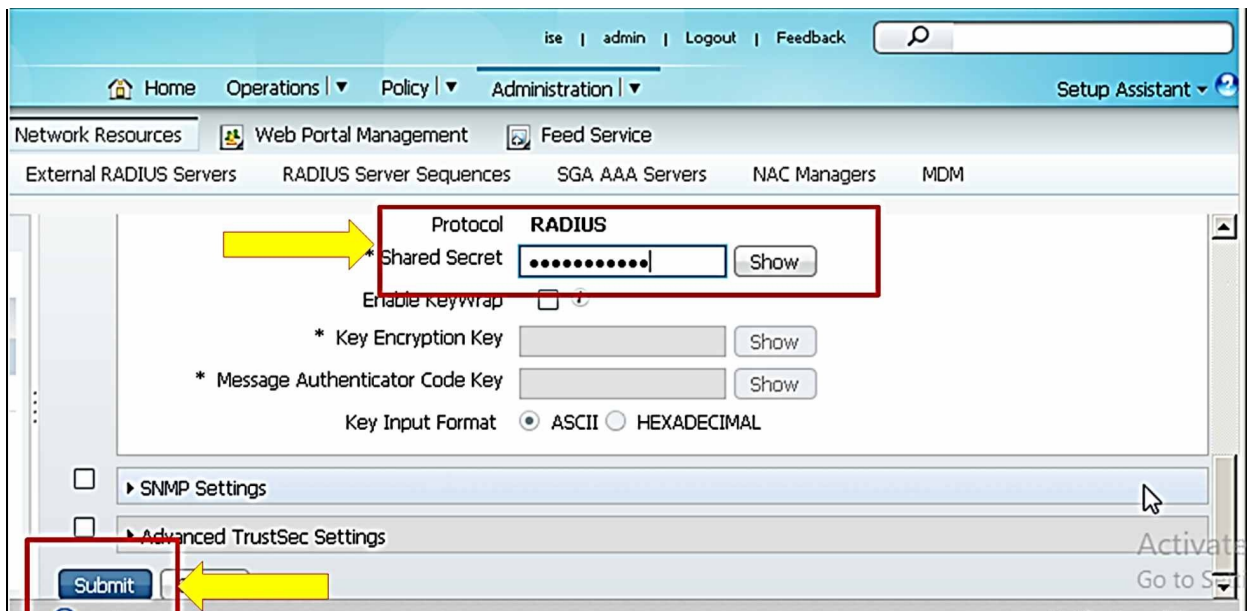 ise | admin | Logout | Feedback
Home Operations | Policy | Administration | Setup Assistant
Network Resources Web Portal Management Feed Service
External RADIUS Servers RADIUS Server Sequences SGA AAA Servers NAC Managers MDM
Protocol RADIUS
* Shared Secret ●●●●●●●●●●● Show
Enable KeyWrap
* Key Encryption Key Show
* Message Authenticator Code Key Show
Key Input Format ASCII HEXADECIMAL
SNMP Settings
Advanced TrustSec Settings
Activate
Submit Go to